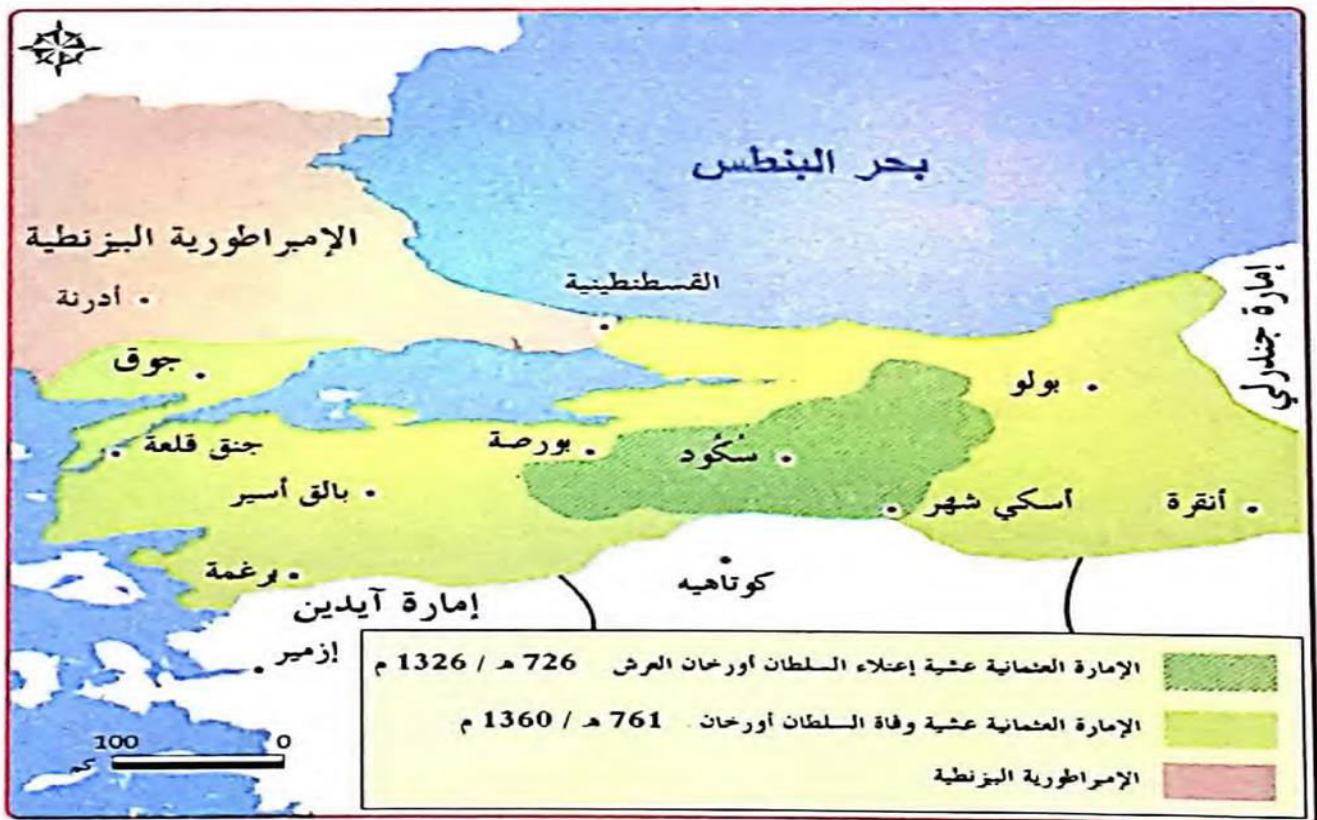 بحر البنطس
الإمبراطورية البيزنطية
أدرنة
القسطنطينية
إمارة جندرلي
جوق
بولو
جنق قلعة
بورصة
سُكُود
بالق أسير
أسكي شهر
أنقرة
برغمة
كوتاهيه
إمارة آيدين
إزمير
الإمارة العثمانية عشية إعتلاء السلطان أورخان العرش 726 هـ / 1326 م
الإمارة العثمانية عشية وفاة السلطان أورخان 761 هـ / 1360 م
الإمبراطورية البيزنطية
100 0
كم